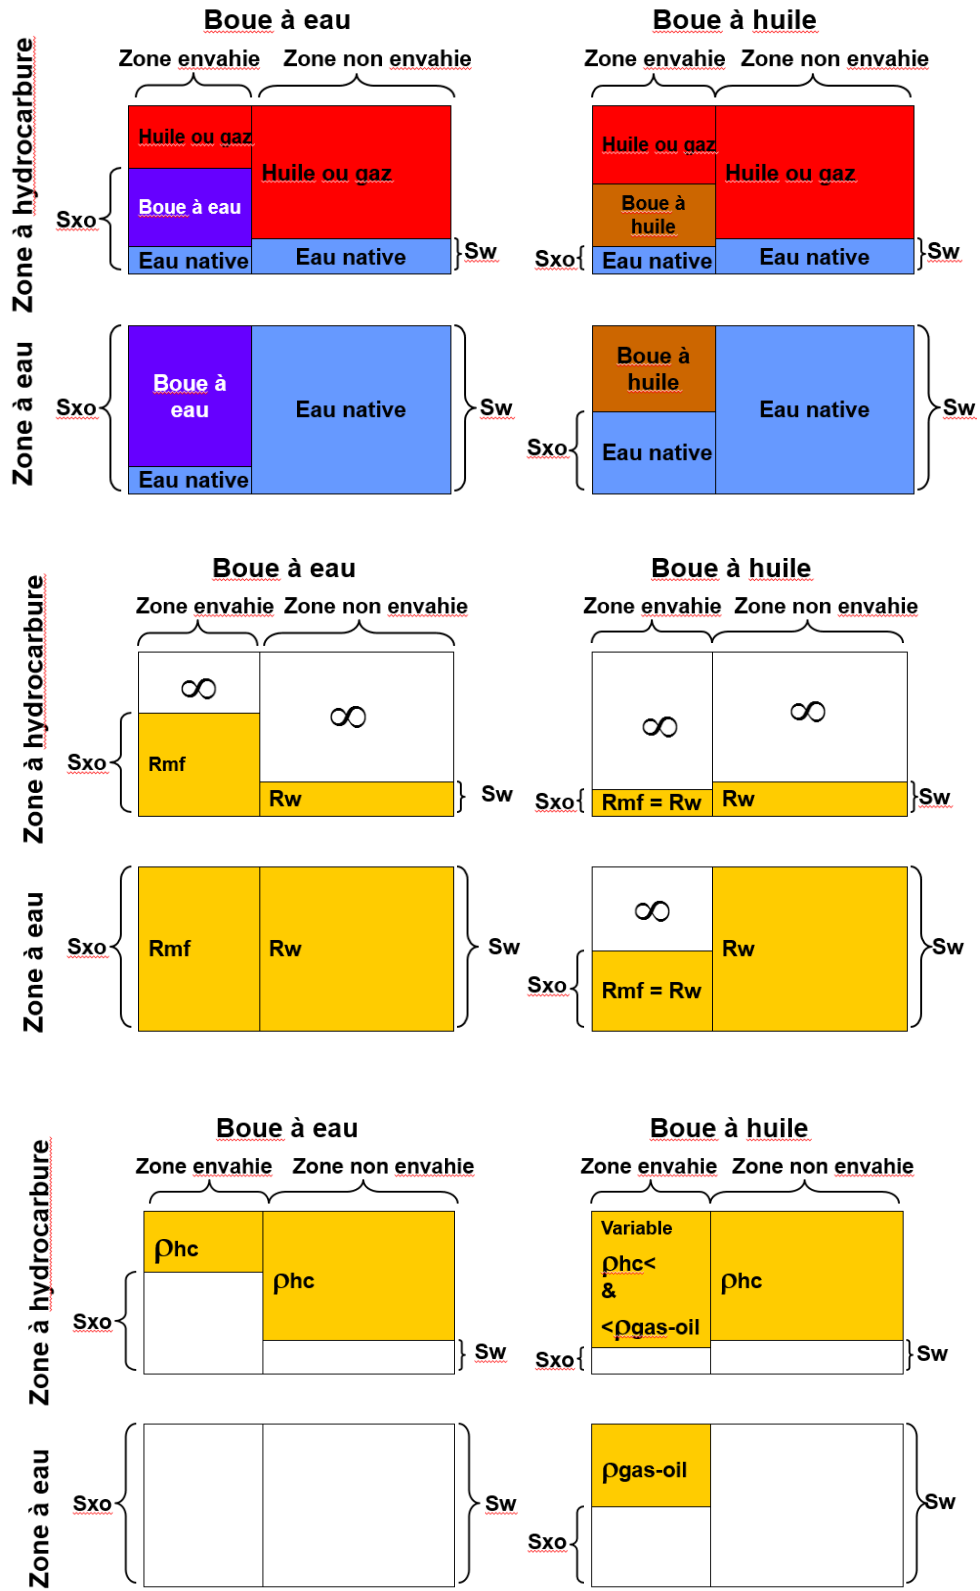 Boue à eau
Boue à huile
Zone envahie
Zone non envahie
Zone envahie
Zone non envahie
Zone à hydrocarbure
Huile ou gaz
Huile ou gaz
Huile ou gaz
Huile ou gaz
Sxo
Boue à eau
Boue à
huile
Eau native
Eau native
Sw
Sxo
Eau native
Eau native
Sw
Zone à eau
Sxo
Boue à
eau
Eau native
Eau native
Sw
Boue à
huile
Sxo
Eau native
Eau native
Sw
Boue à eau
Boue à huile
Zone envahie
Zone non envahie
Zone envahie
Zone non envahie
Zone à hydrocarbure
∞
∞
∞
∞
Sxo
Rmf
Rw
Sw
Sxo
Rmf = Rw
Rw
Sw
Zone à eau
Sxo
Rmf
Rw
Sw
∞
Sxo
Rmf = Rw
Rw
Sw
Boue à eau
Boue à huile
Zone envahie
Zone non envahie
Zone envahie
Zone non envahie
Zone à hydrocarbure
ρhc
ρhc
Sxo
Sw
Variable
ρhc<
&
<ρgas-oil
ρhc
Sxo
Sw
Zone à eau
Sxo
Sw
ρgas-oil
Sxo
Sw